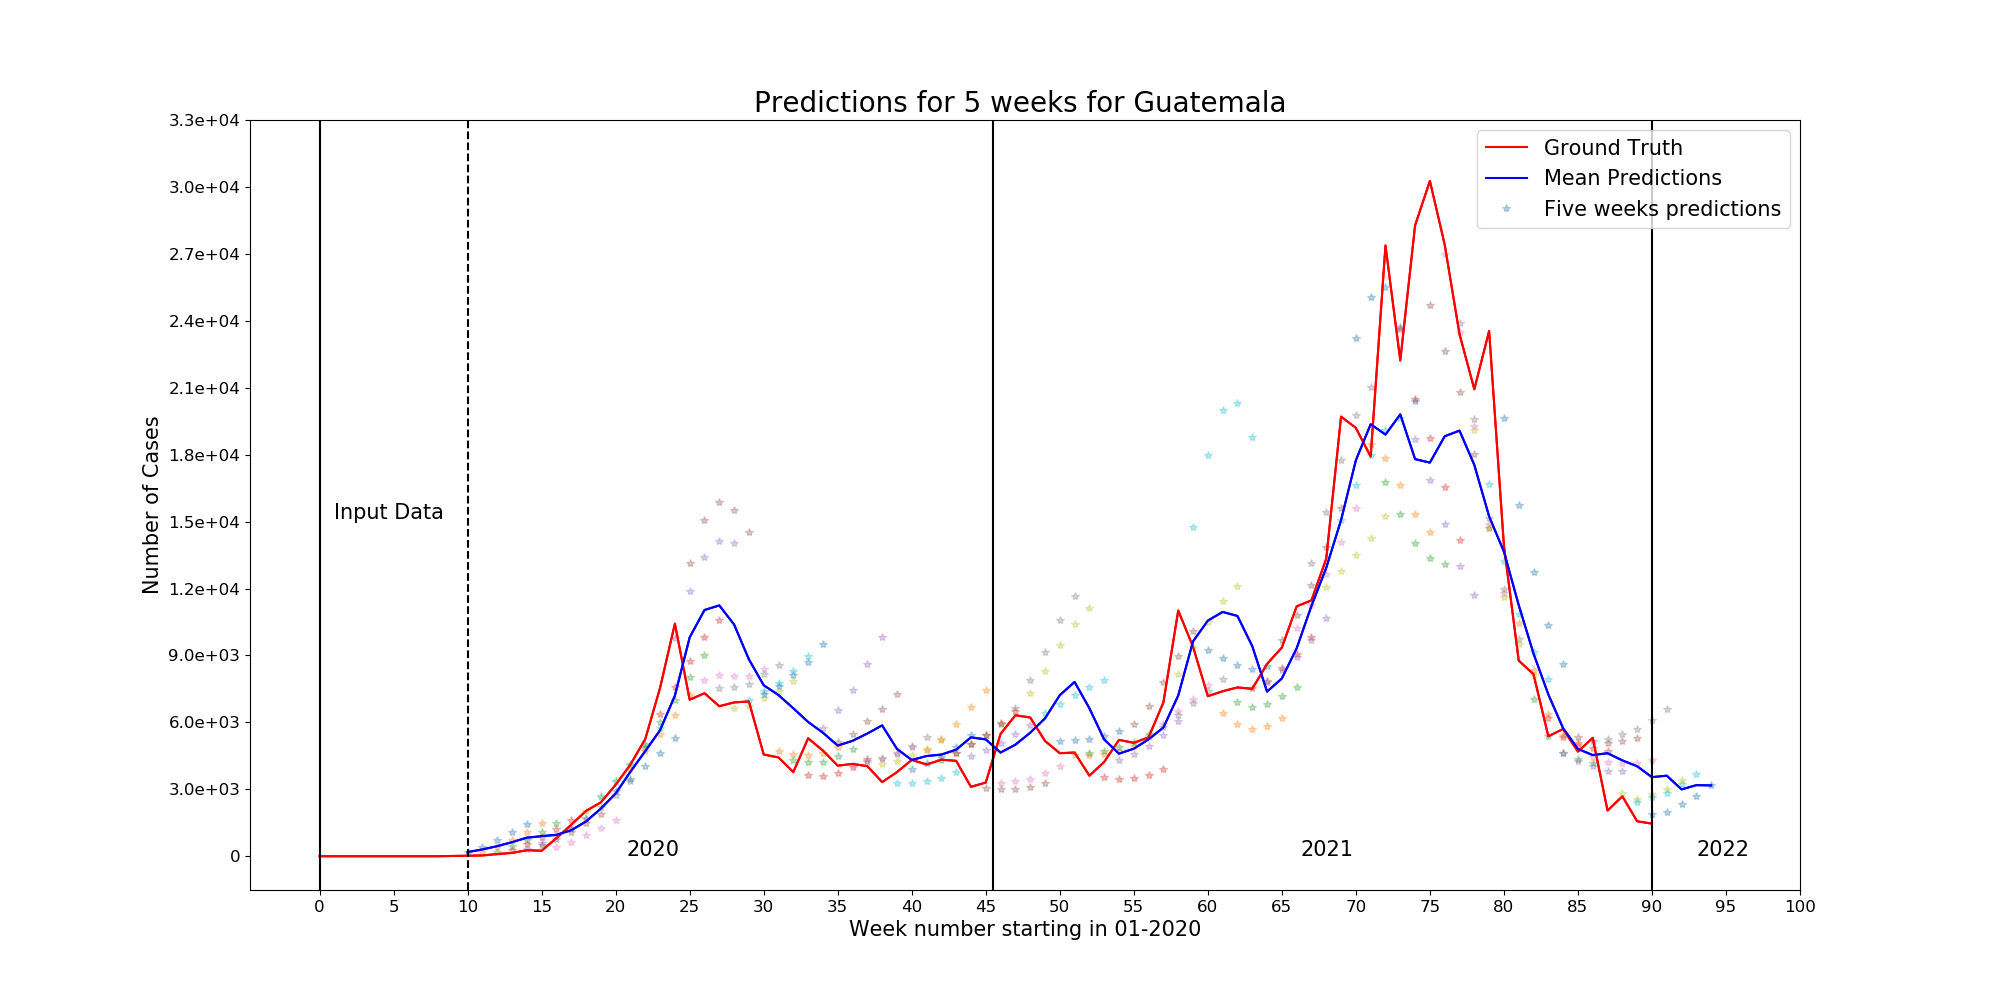 Predictions for 5 weeks for Guatemala
3.3e+04
3.0e+04
2.7e+04
2.4e+04
2.1e+04
1.8e+04
1.5e+04
1.2e+04
9.0e+03
6.0e+03
3.0e+03
0
Number of Cases
Ground Truth
Mean Predictions
Five weeks predictions
Input Data
2020
2021
2022
0 5 10 15 20 25 30 35 40 45 50 55 60 65 70 75 80 85 90 95 100
Week number starting in 01-2020